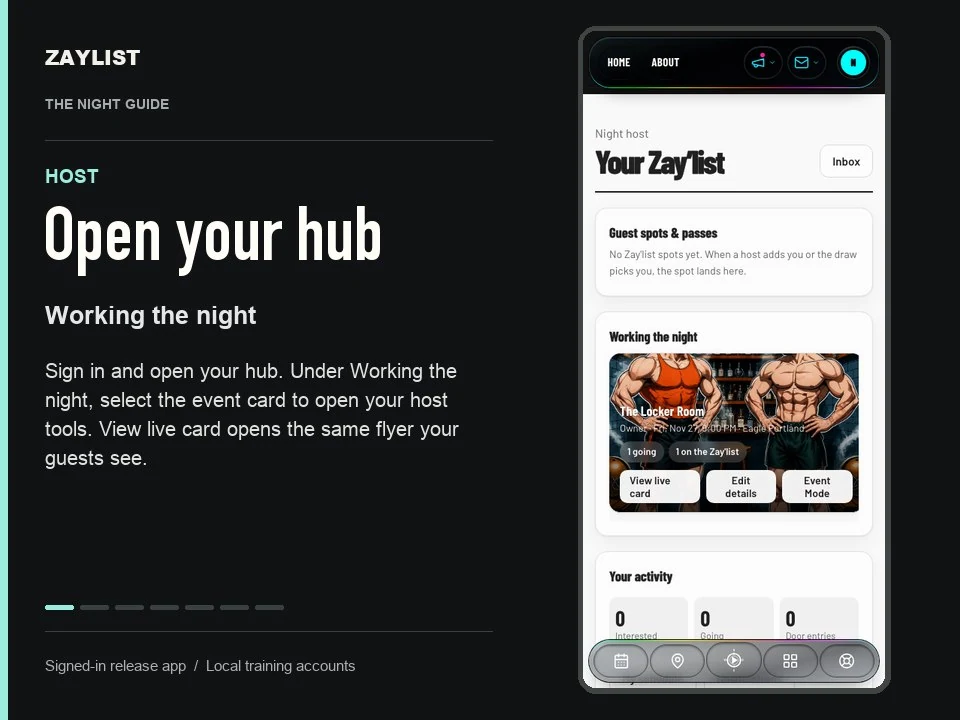 ZAYLIST
THE NIGHT GUIDE
HOST
Open your hub
Working the night
Sign in and open your hub. Under Working the
night, select the event card to open your host
tools. View live card opens the same flyer your
guests see.
Signed-in release app / Local training accounts
HOME ABOUT
Night host
Your Zay'list
Inbox
Guest spots & passes
No Zay'list spots yet. When a host adds you or the draw
picks you, the spot lands here.
Working the night
The Locker Room
Owner · Fri, Nov 27, 8:00 PM · Eagle Portland
1 going 1 on the Zay'list
View live
card
Edit
details
Event
Mode
Your activity
0 0 0
Interested Going Door entries